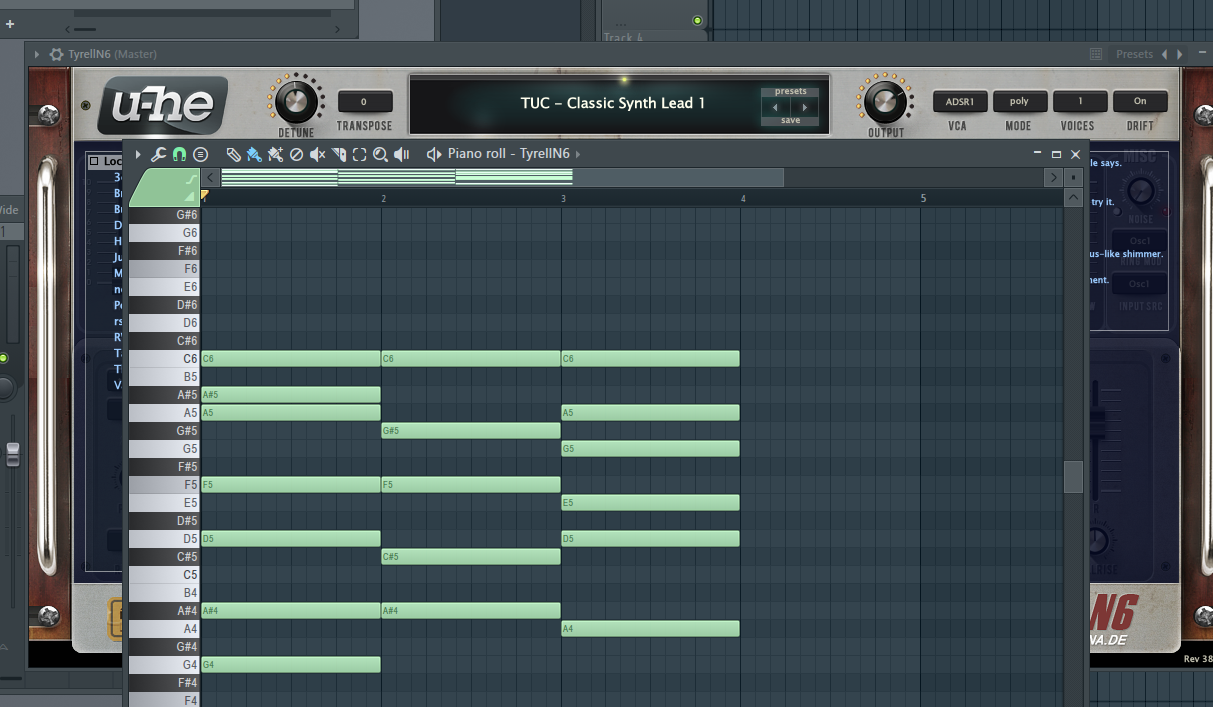 ...
Track 4
TyrellN6 (Master)
Presets
u-he
DETUNE
0
TRANSPOSE
TUC - Classic Synth Lead 1
presets
save
OUTPUT
ADSR1
VCA
poly
MODE
1
VOICES
On
DRIFT
Piano roll - TyrellN6
MISC
NOISE
Osc1
Osc1
INPUT SRC
le says.
try it.
us-like shimmer.
1
2
3
4
5
G#6
G6
F#6
F6
E6
D#6
D6
C#6
C6 C6 C6 C6
B5
A#5 A#5
A5 A5 A5
G#5 G#5
G5 G5
F#5
F5 F5 F5
E5 E5
D#5
D5 D5 D5
C#5 C#5
C5
B4
A#4 A#4 A#4
A4 A4
G#4
G4 G4
F#4
F4
N6
NA.DE
Rev 38